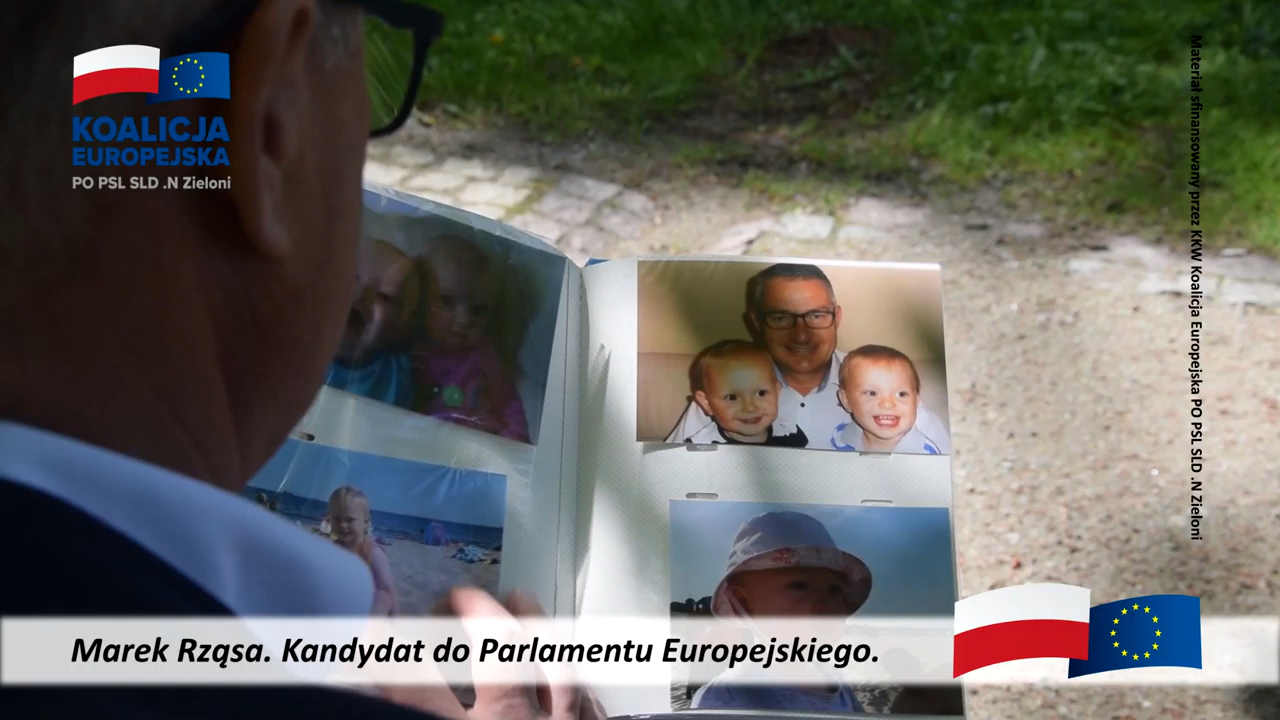 KOALICJA
EUROPEJSKA
PO PSL SLD .N Zieloni
Materiał sfinansowany przez KKW Koalicja Europejska PO PSL SLD .N Zieloni
Marek Rząsa. Kandydat do Parlamentu Europejskiego.